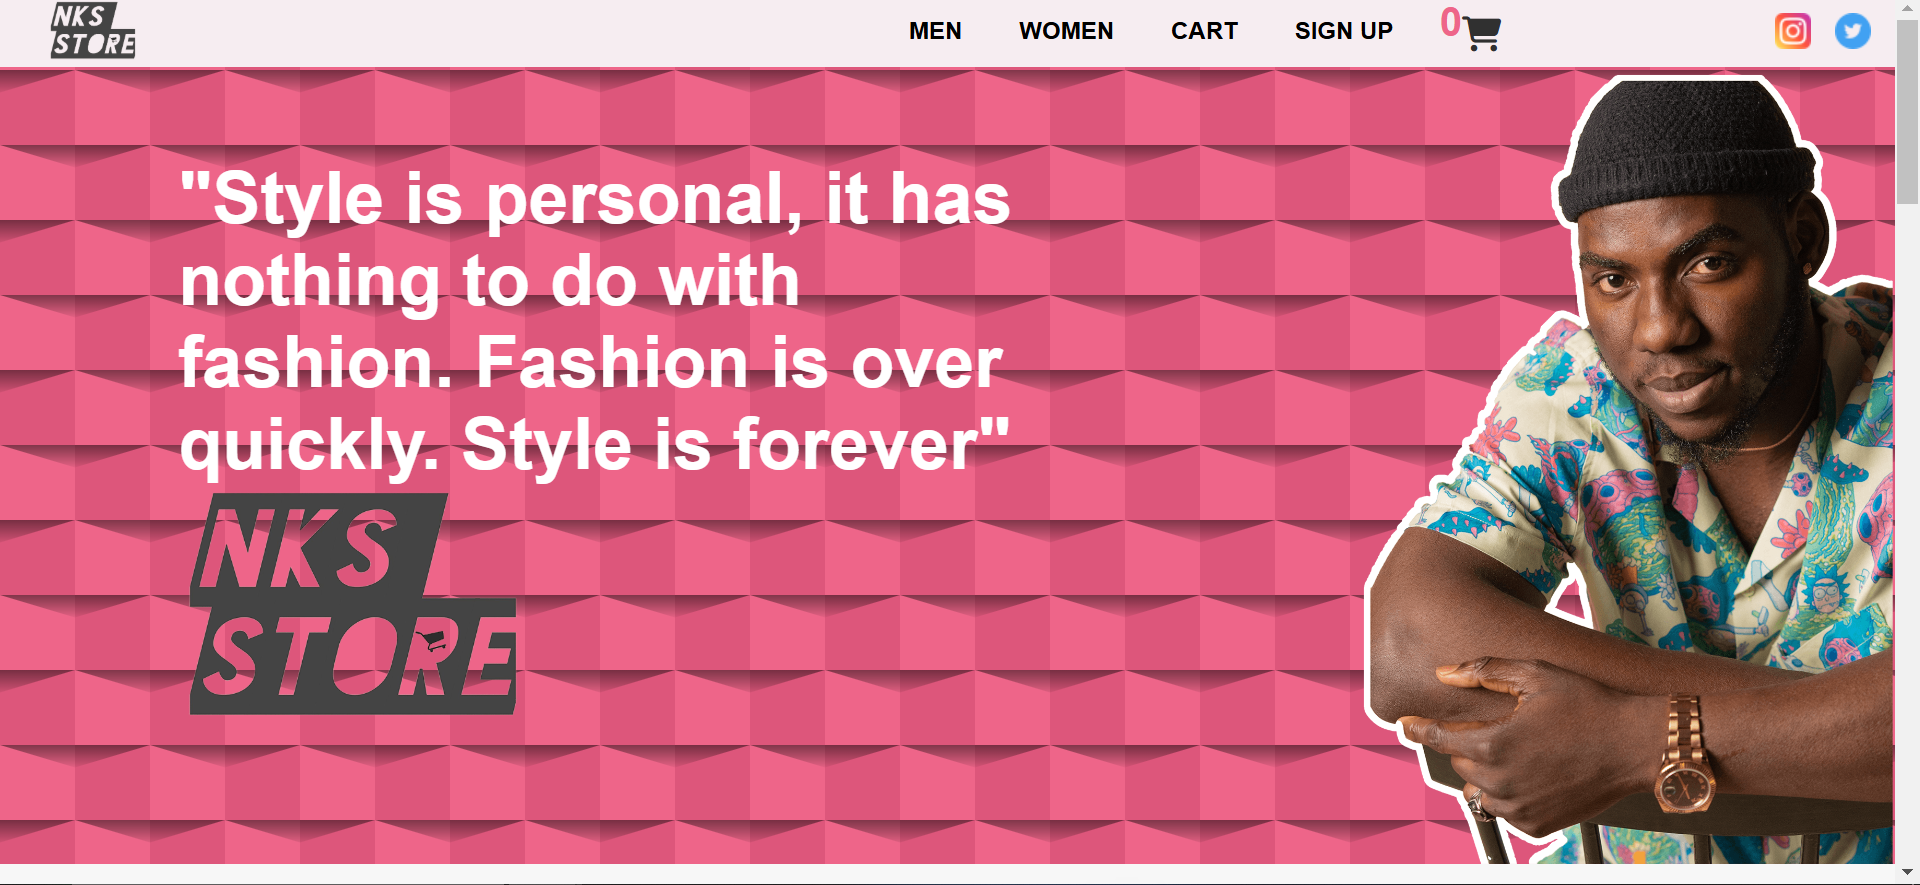 NKS
STORE
MEN
WOMEN
CART
SIGN UP
0
"Style is personal, it has
nothing to do with
fashion. Fashion is over
quickly. Style is forever"
NKS
STORE